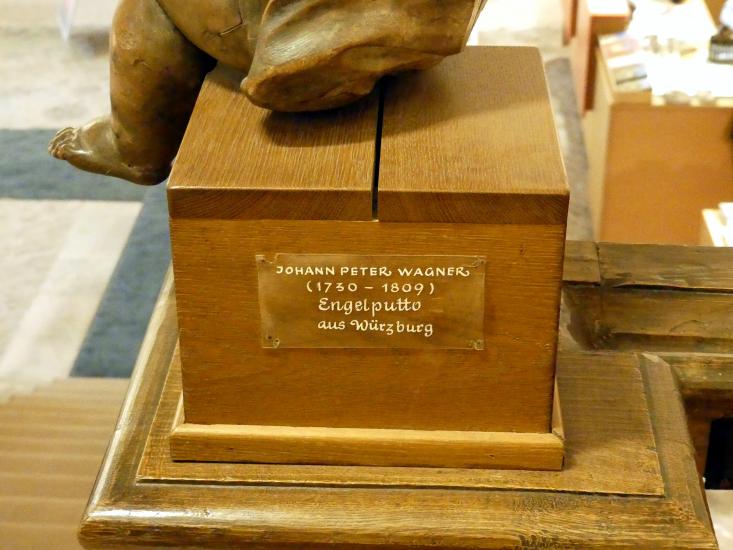 JOHANN PETER WAGNER
(1730 - 1809)
Engelputto
aus Würzburg